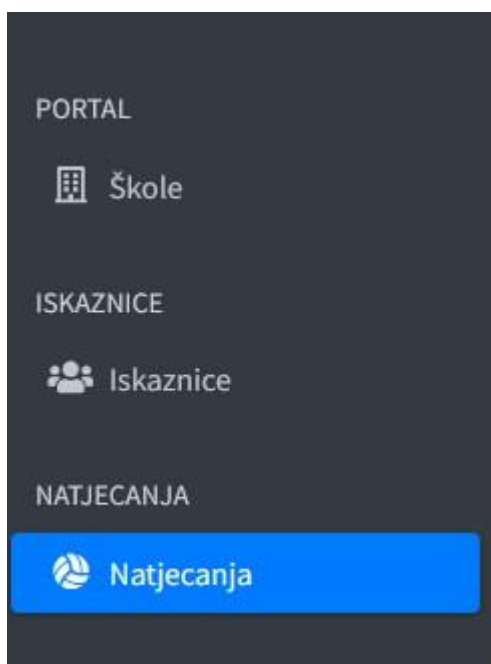 PORTAL
Škole
ISKAZNICE
Iskaznice
NATJECANJA
Natjecanja